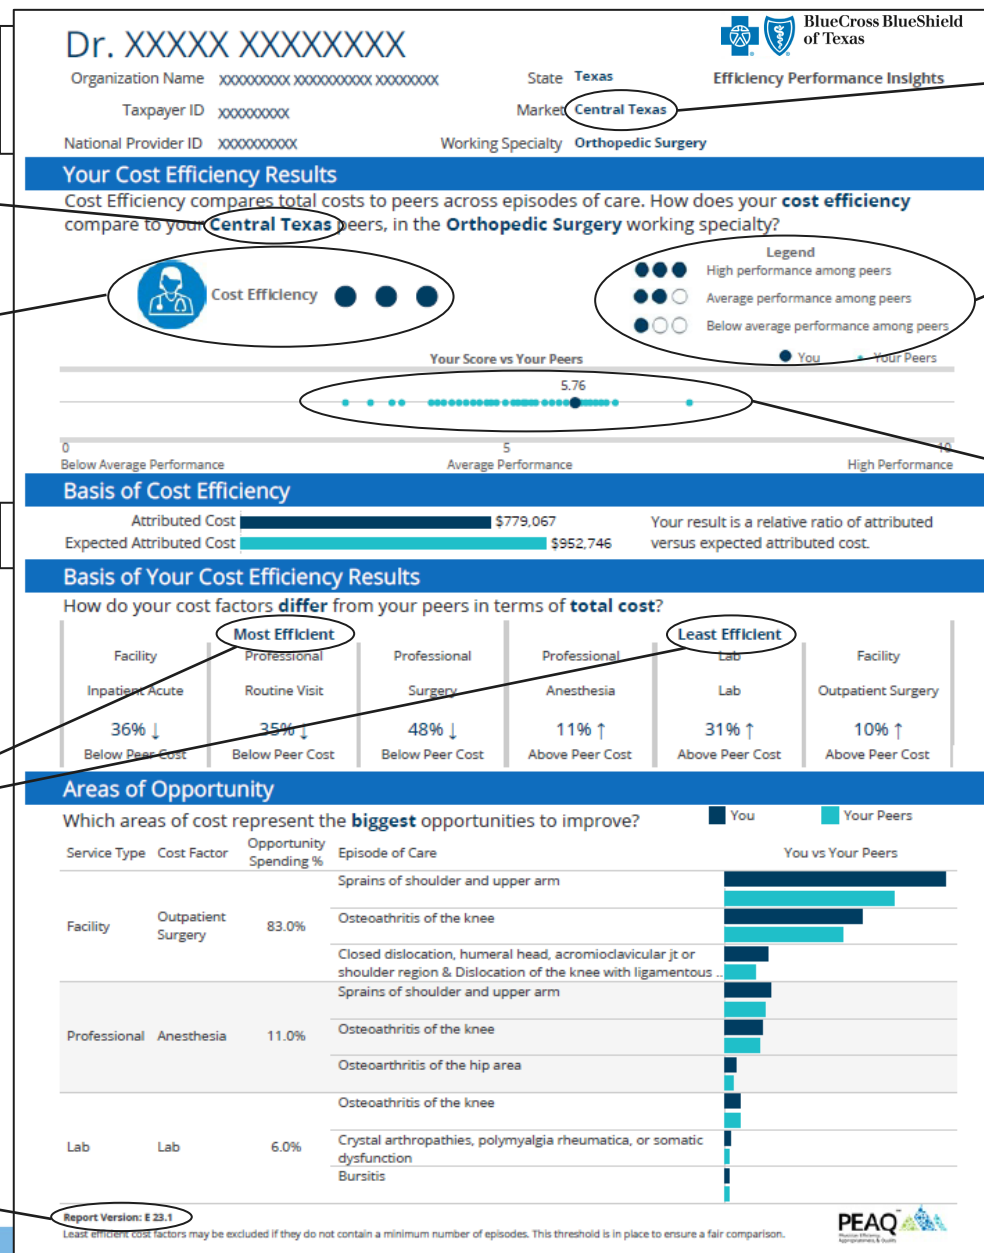 Dr. XXXXX XXXXXXXX
BlueCross BlueShield
of Texas
Organization Name XXXXXXXXX XXXXXXXXXX XXXXXXXX State Texas Efficiency Performance Insights
Taxpayer ID XXXXXXXXX Market Central Texas
National Provider ID XXXXXXXXXX Working Specialty Orthopedic Surgery
Your Cost Efficiency Results
Cost Efficiency compares total costs to peers across episodes of care. How does your cost efficiency
compare to your Central Texas peers, in the Orthopedic Surgery working specialty?
Legend
High performance among peers
Cost Efficiency
Average performance among peers
Below average performance among peers
Your Score vs Your Peers You Your Peers
5.76
0 5 10
Below Average Performance Average Performance High Performance
Basis of Cost Efficiency
Attributed Cost $779,067 Your result is a relative ratio of attributed
Expected Attributed Cost $952,746 versus expected attributed cost.
Basis of Your Cost Efficiency Results
How do your cost factors differ from your peers in terms of total cost?
Most Efficient Least Efficient
Facility Professional Professional Professional Lab Facility
Inpatient Acute Routine Visit Surgery Anesthesia Lab Outpatient Surgery
36% ↓ 35% ↓ 48% ↓ 11% ↑ 31% ↑ 10% ↑
Below Peer Cost Below Peer Cost Below Peer Cost Above Peer Cost Above Peer Cost Above Peer Cost
Areas of Opportunity
Which areas of cost represent the biggest opportunities to improve? You Your Peers
Service Type Cost Factor Opportunity Spending % Episode of Care You vs Your Peers
Sprains of shoulder and upper arm
Facility Outpatient Surgery 83.0% Osteoathritis of the knee
Closed dislocation, humeral head, acromioclavicular jt or
shoulder region & Dislocation of the knee with ligamentous ..
Sprains of shoulder and upper arm
Professional Anesthesia 11.0% Osteoathritis of the knee
Osteoarthritis of the hip area
Osteoathritis of the knee
Lab Lab 6.0% Crystal arthropathies, polymyalgia rheumatica, or somatic
dysfunction
Bursitis
Report Version: E 23.1
Least efficient cost factors may be excluded if they do not contain a minimum number of episodes. This threshold is in place to ensure a fair comparison.
PEAQ
Physician Efficiency,
Appropriateness, & Quality